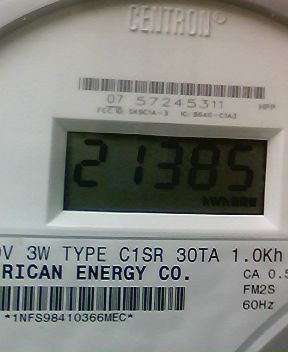 CENTRON®
07 57245311
21385
kWh
V 3W TYPE C1SR 30TA 1.0Kh
RICAN ENERGY CO.
CA 0.5
FM2S
60Hz
*1NFS98410366MEC*